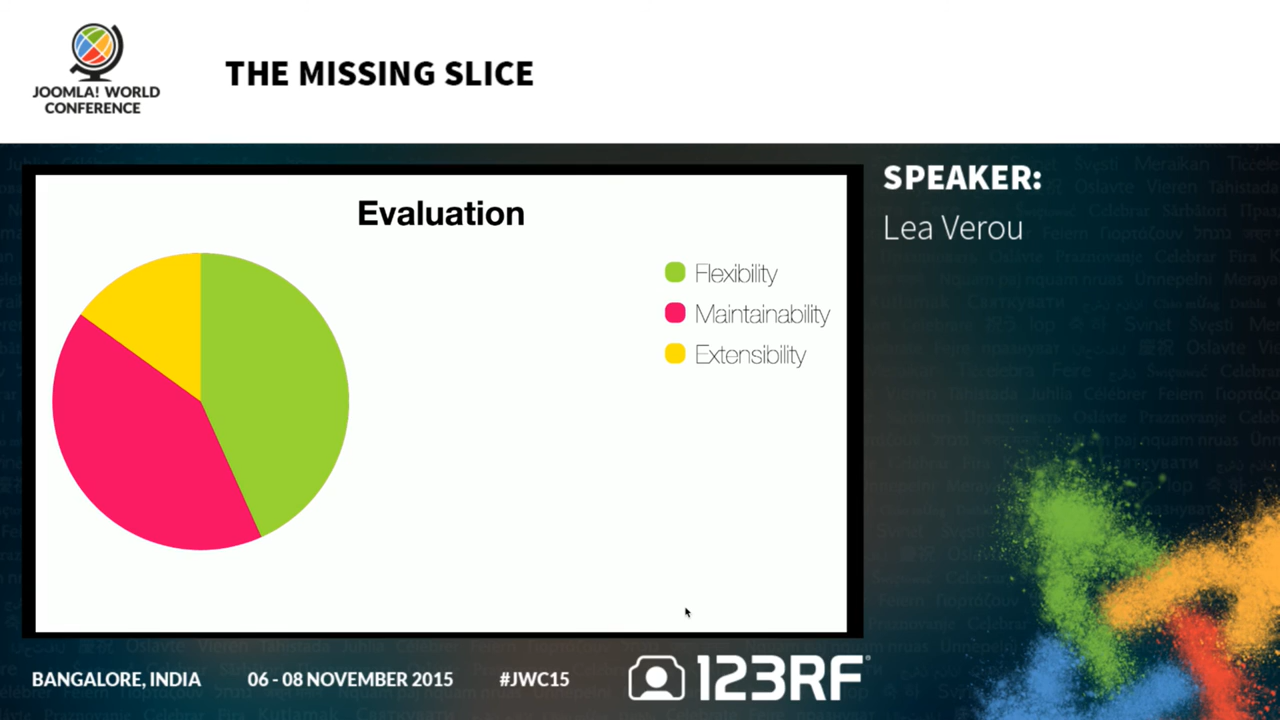 JOOMLA! WORLD
CONFERENCE
THE MISSING SLICE
Evaluation
Flexibility
Maintainability
Extensibility
SPEAKER:
Lea Verou
BANGALORE, INDIA
06 - 08 NOVEMBER 2015
#JWC15
123RF®